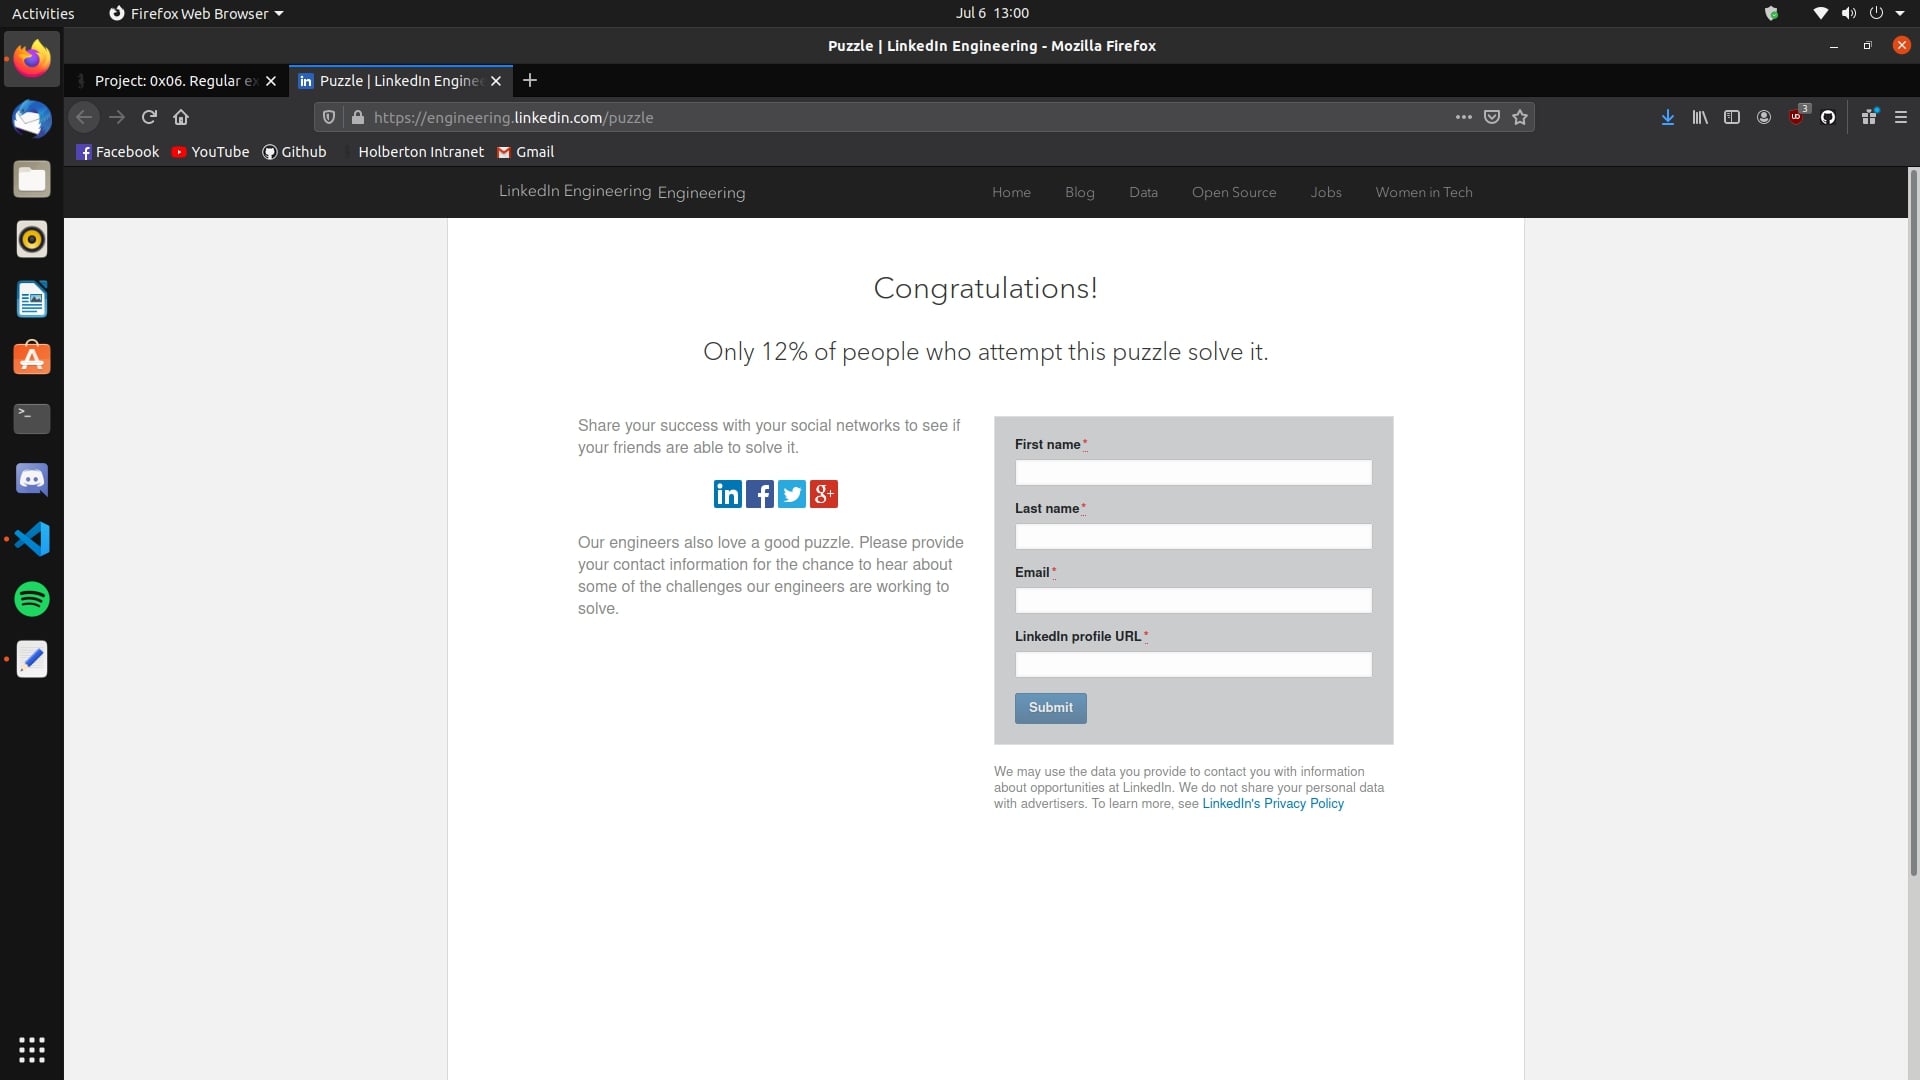 Activities
Firefox Web Browser
Jul 6 13:00
Puzzle | LinkedIn Engineering - Mozilla Firefox
Project: 0x06. Regular ex
Puzzle | LinkedIn Enginee
https://engineering.linkedin.com/puzzle
3
Facebook
YouTube
Github
Holberton Intranet
Gmail
LinkedIn Engineering Engineering
Home
Blog
Data
Open Source
Jobs
Women in Tech
Congratulations!
Only 12% of people who attempt this puzzle solve it.
Share your success with your social networks to see if
your friends are able to solve it.
in f g+
Our engineers also love a good puzzle. Please provide
your contact information for the chance to hear about
some of the challenges our engineers are working to
solve.
First name*
Last name*
Email*
LinkedIn profile URL*
Submit
We may use the data you provide to contact you with information
about opportunities at LinkedIn. We do not share your personal data
with advertisers. To learn more, see LinkedIn's Privacy Policy